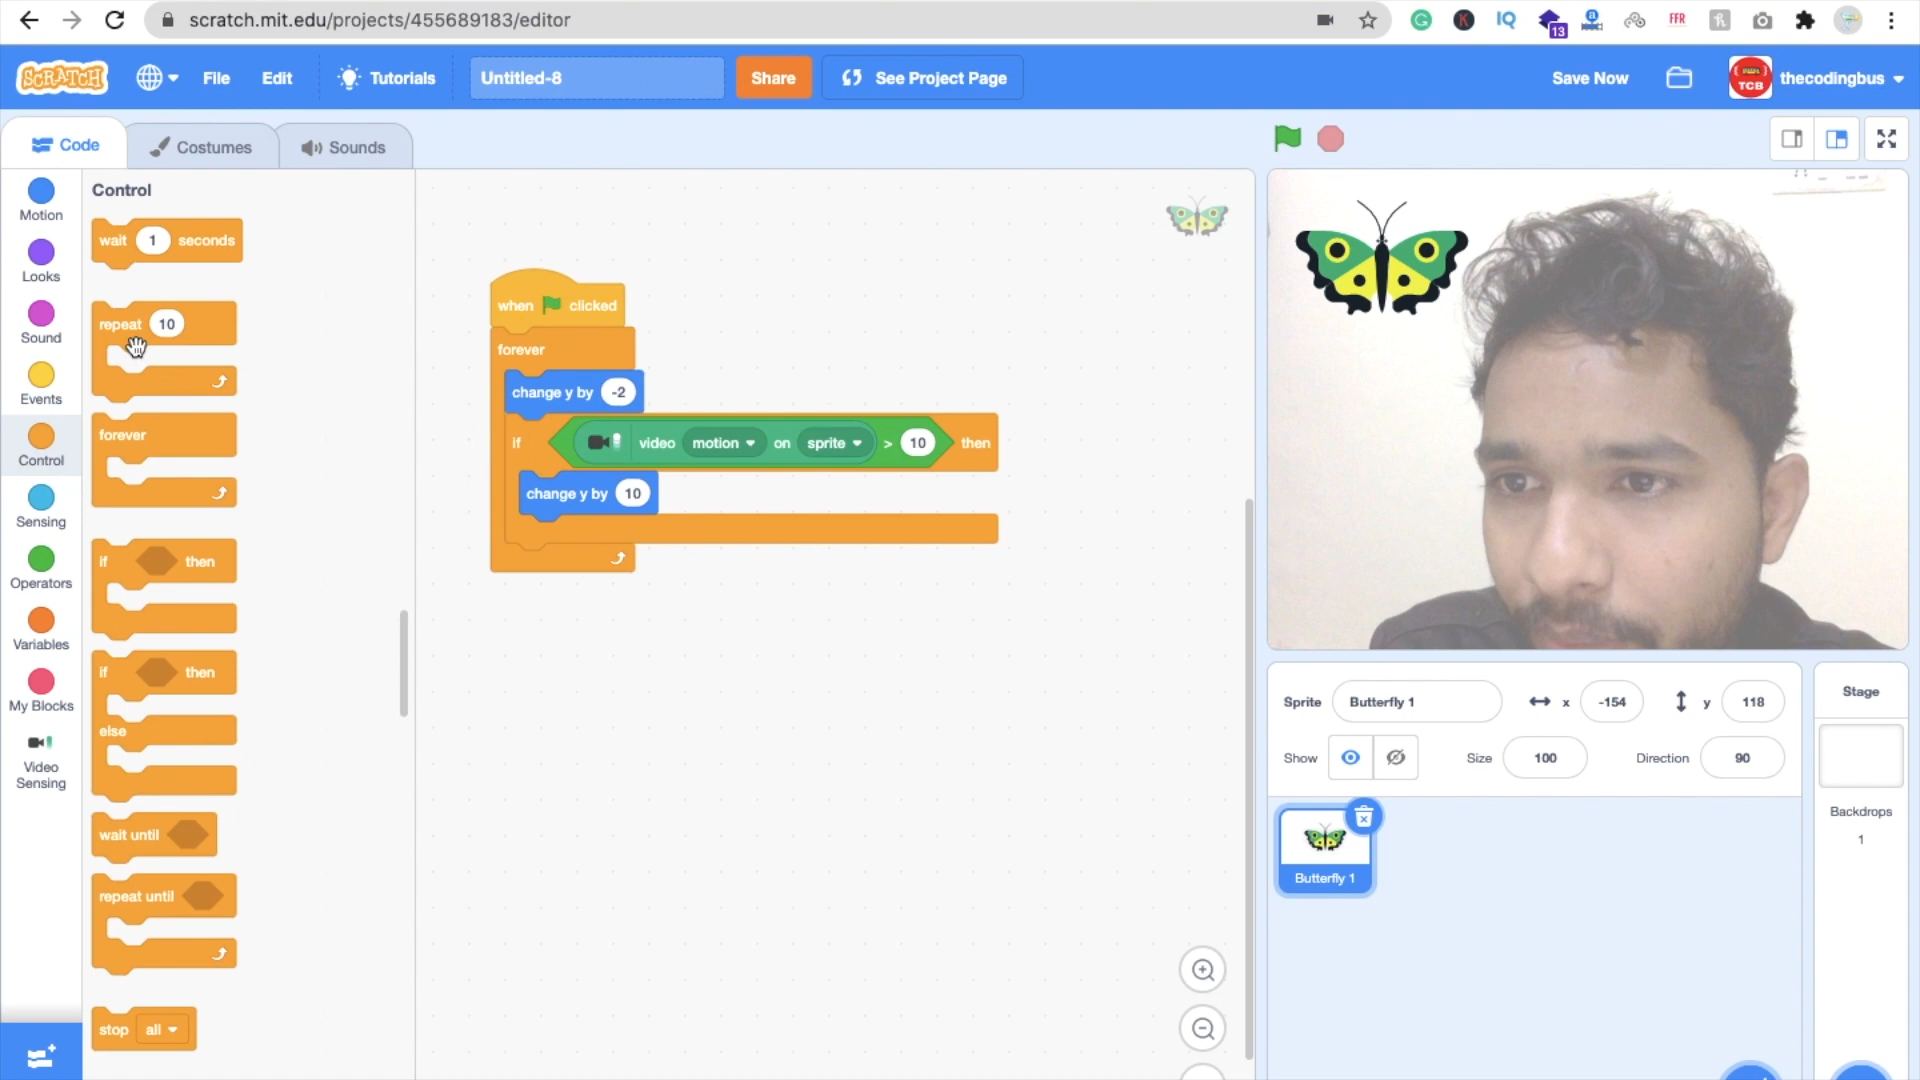 scratch.mit.edu/projects/455689183/editor
IQ
13
a
FFR
K
SCRATCH
File
Edit
Tutorials
Untitled-8
Share
See Project Page
Save Now
TCB
thecodingbus
Code
Costumes
Sounds
Motion
Looks
Sound
Events
Control
Sensing
Operators
Variables
My Blocks
Video
Sensing
Control
wait 1 seconds
repeat 10
forever
if then
if then
else
wait until
repeat until
stop all
when clicked
forever
change y by -2
if video motion on sprite > 10 then
change y by 10
Sprite Butterfly 1 x -154 y 118
Show Size 100 Direction 90
Butterfly 1
Stage
Backdrops
1